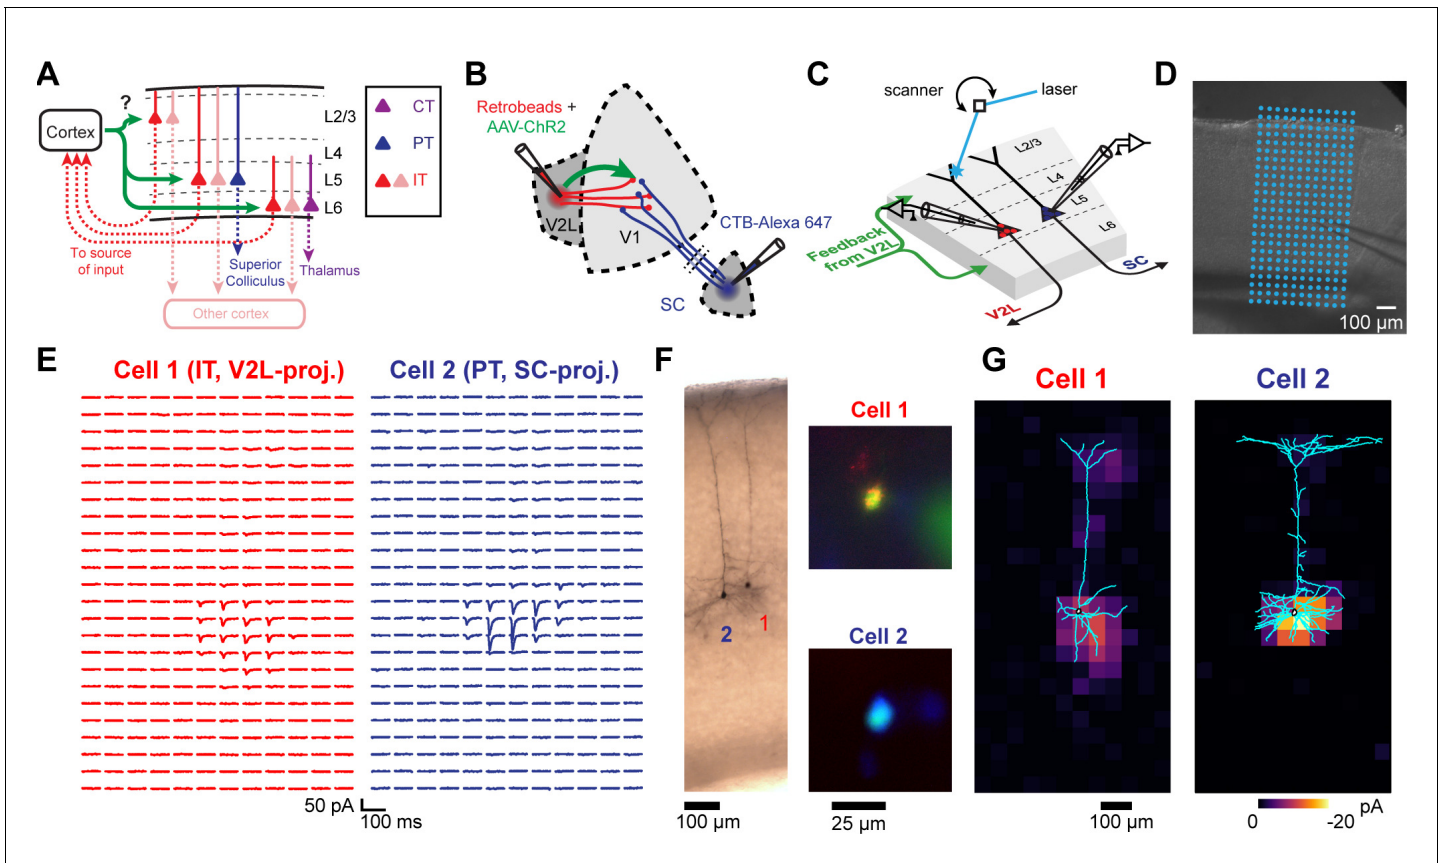 A
?
Cortex
L2/3
L4
L5
L6
CT
PT
IT
To source
of input
Superior
Colliculus
Thalamus
Other cortex
B
Retrobeads +
AAV-ChR2
V2L
V1
CTB-Alexa 647
SC
C
scanner
laser
L2/3
L4
L5
L6
Feedback
from V2L
SC
V2L
D
100 µm
E
Cell 1 (IT, V2L-proj.)
Cell 2 (PT, SC-proj.)
50 pA
100 ms
F
2
1
100 µm
Cell 1
Cell 2
25 µm
G
Cell 1
Cell 2
100 µm
0
-20
pA